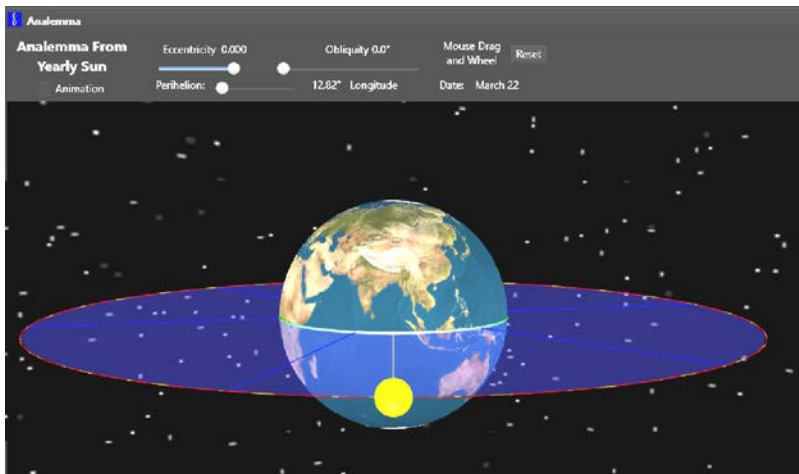 Analemma
Analemma From
Yearly Sun
Animation
Eccentricity 0.000
Obliquity 0.0°
Mouse Drag
and Wheel
Reset
Perihelion:
12.82° Longitude
Date: March 22